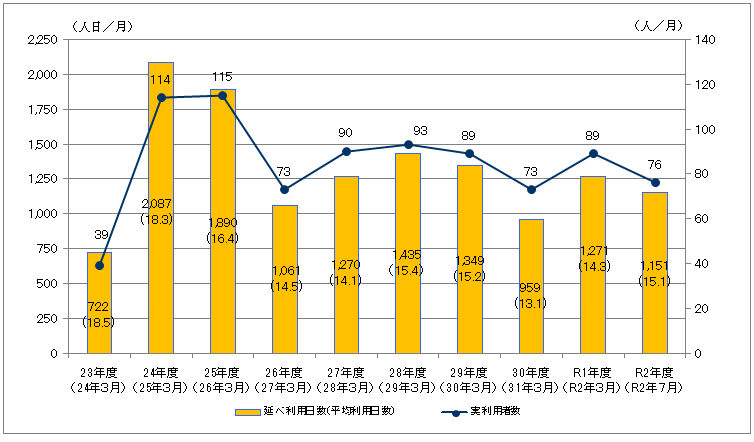 （人日／月）
（人／月）
2,250
2,000
1,750
1,500
1,250
1,000
750
500
250
0
140
120
100
80
60
40
20
0
39
114
115
73
90
93
89
73
89
76
722
(18.5)
2,087
(18.3)
1,890
(16.4)
1,061
(14.5)
1,270
(14.1)
1,435
(15.4)
1,349
(15.2)
959
(13.1)
1,271
(14.3)
1,151
(15.1)
23年度
（24年3月）
24年度
（25年3月）
25年度
（26年3月）
26年度
（27年3月）
27年度
（28年3月）
28年度
（29年3月）
29年度
（30年3月）
30年度
（31年3月）
R1年度
（R2年3月）
R2年度
（R2年7月）
延べ利用日数(平均利用日数)
実利用者数